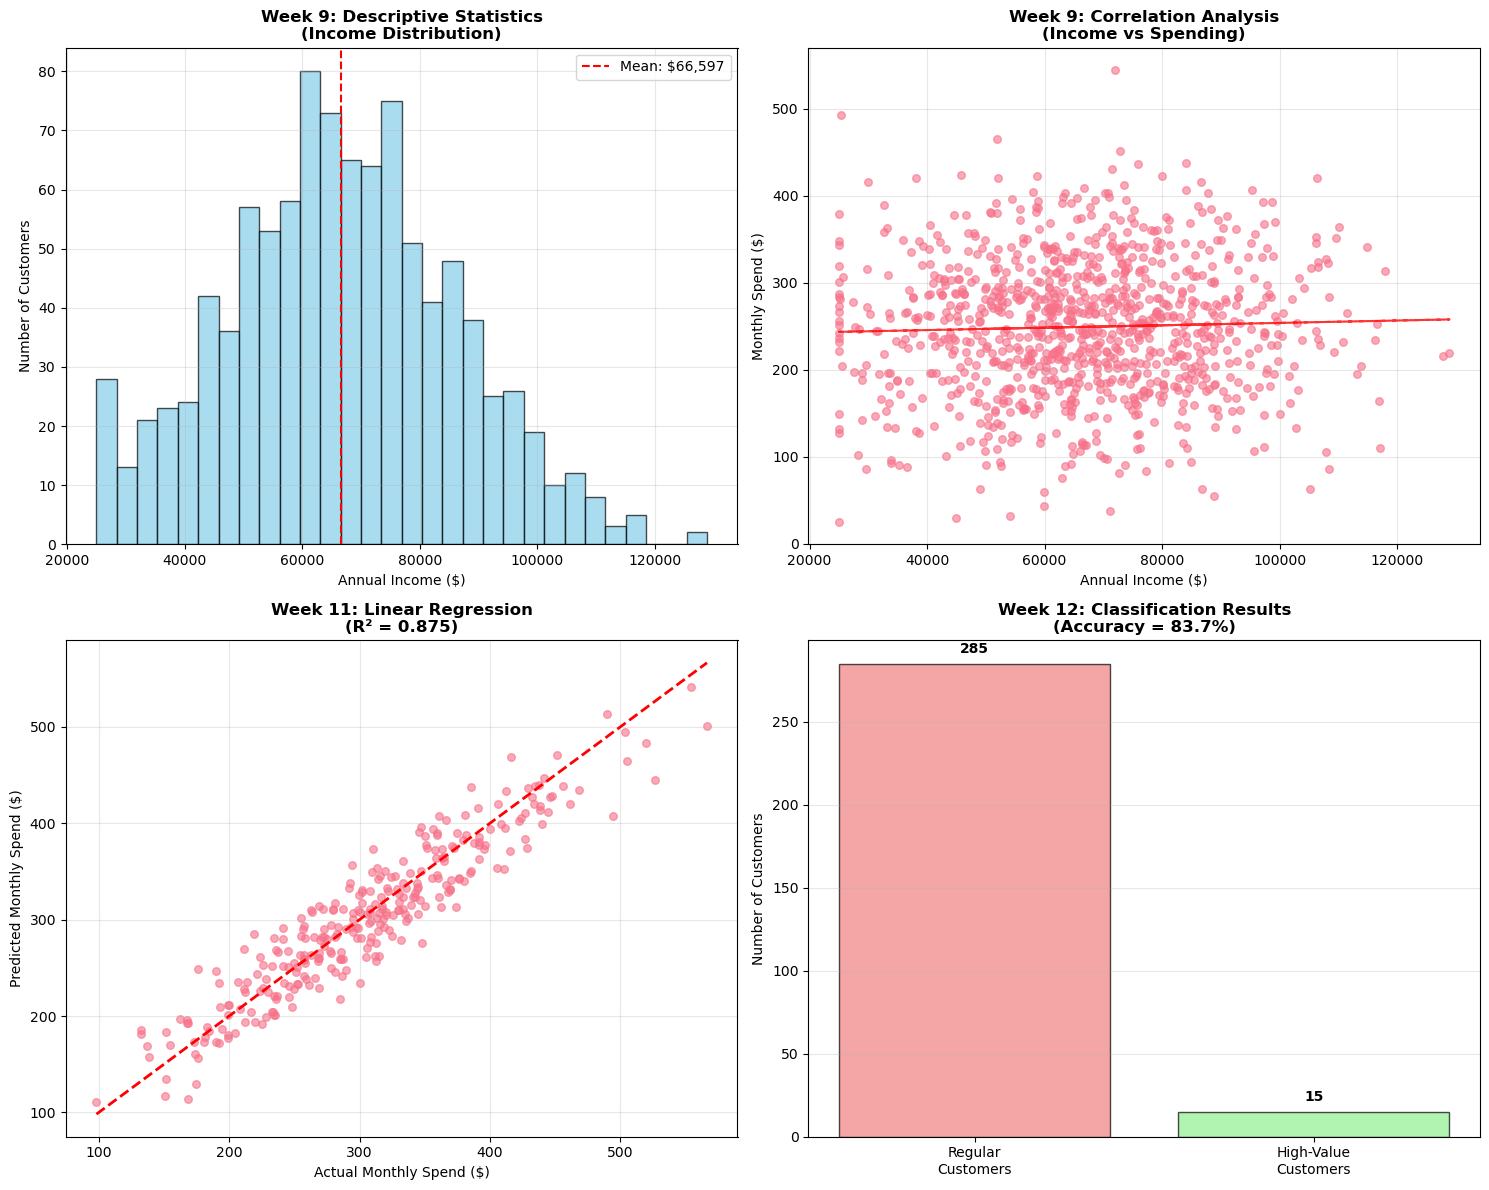 Week 9: Descriptive Statistics
(Income Distribution)
Mean: $66,597
80
70
60
50
40
30
20
10
0
Number of Customers
20000 40000 60000 80000 100000 120000
Annual Income ($)
Week 9: Correlation Analysis
(Income vs Spending)
500
400
300
200
100
0
Monthly Spend ($)
20000 40000 60000 80000 100000 120000
Annual Income ($)
Week 11: Linear Regression
(R² = 0.875)
500
400
300
200
100
Predicted Monthly Spend ($)
100 200 300 400 500
Actual Monthly Spend ($)
Week 12: Classification Results
(Accuracy = 83.7%)
285
15
250
200
150
100
50
0
Number of Customers
Regular
Customers
High-Value
Customers